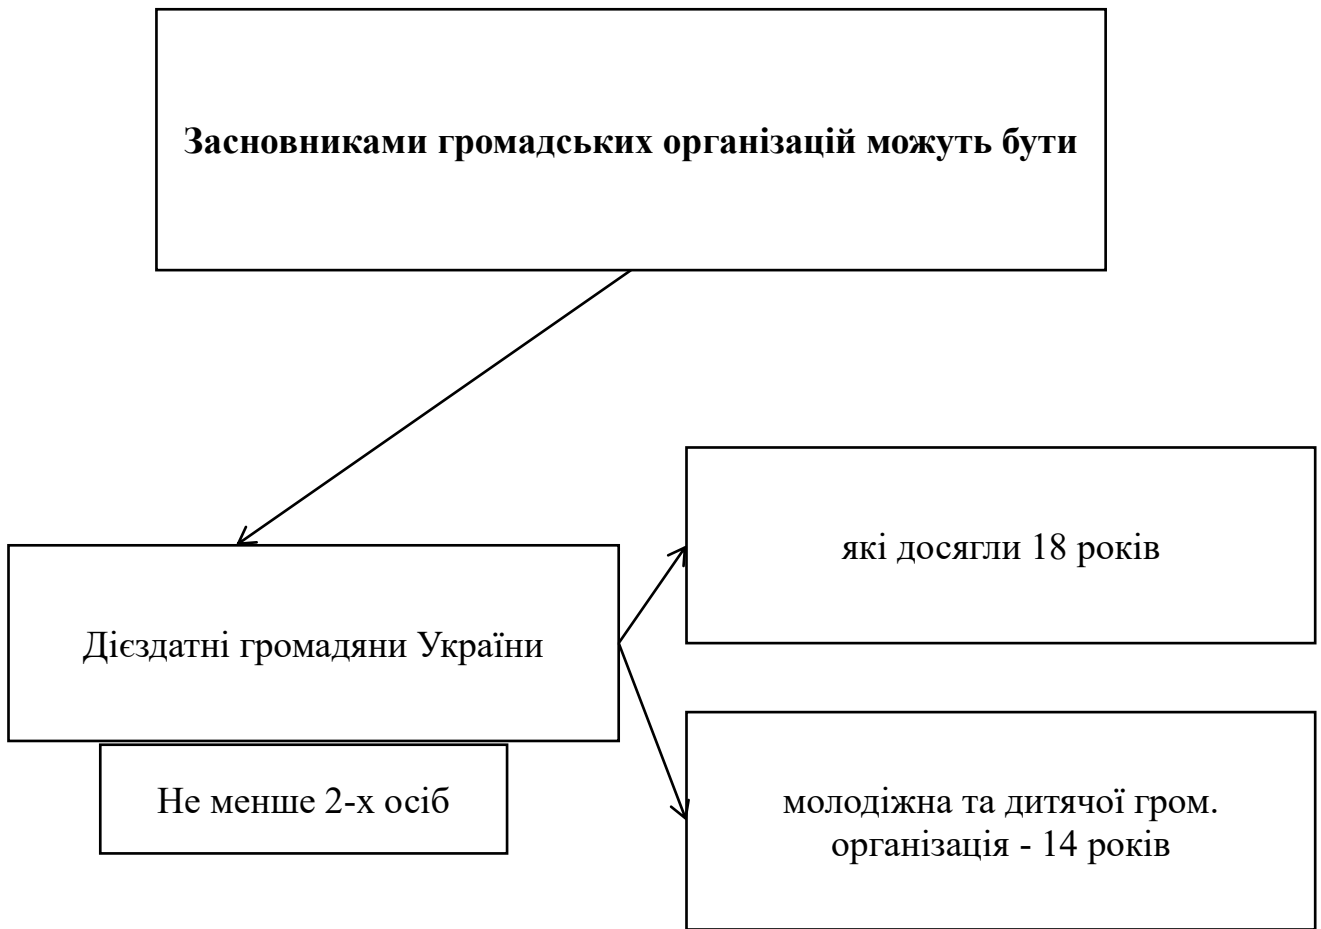 Засновниками громадських організацій можуть бути
які досягли 18 років
Дієздатні громадяни України
Не менше 2-х осіб
молодіжна та дитячої гром.
організація - 14 років